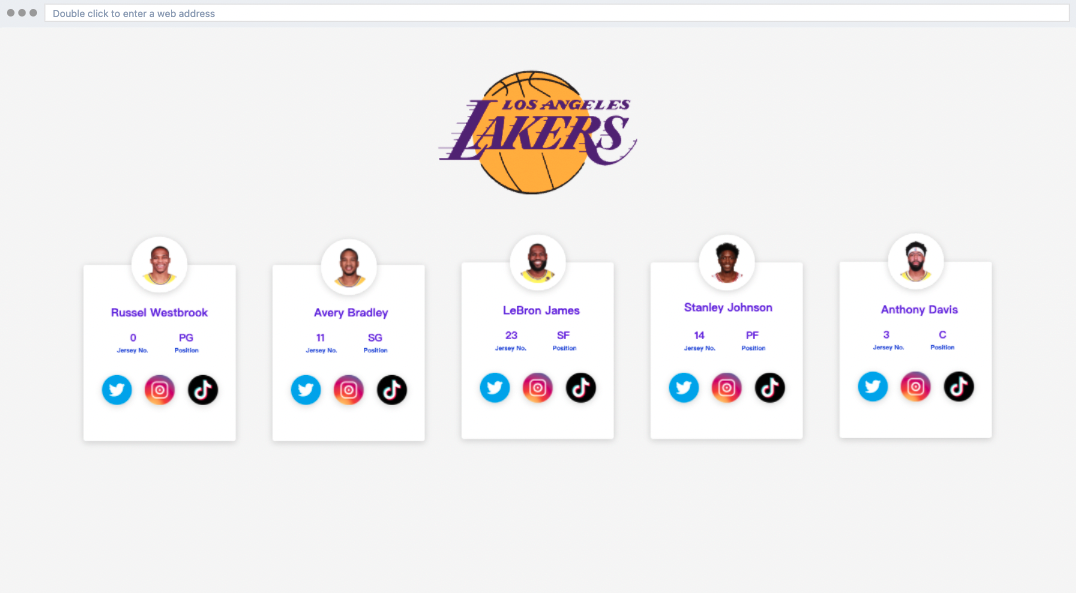 Double click to enter a web address
LOS ANGELES
LAKERS
Russel Westbrook
0 PG
Jersey No. Position
Avery Bradley
11 SG
Jersey No. Position
LeBron James
23 SF
Jersey No. Position
Stanley Johnson
14 PF
Jersey No. Position
Anthony Davis
3 C
Jersey No. Position